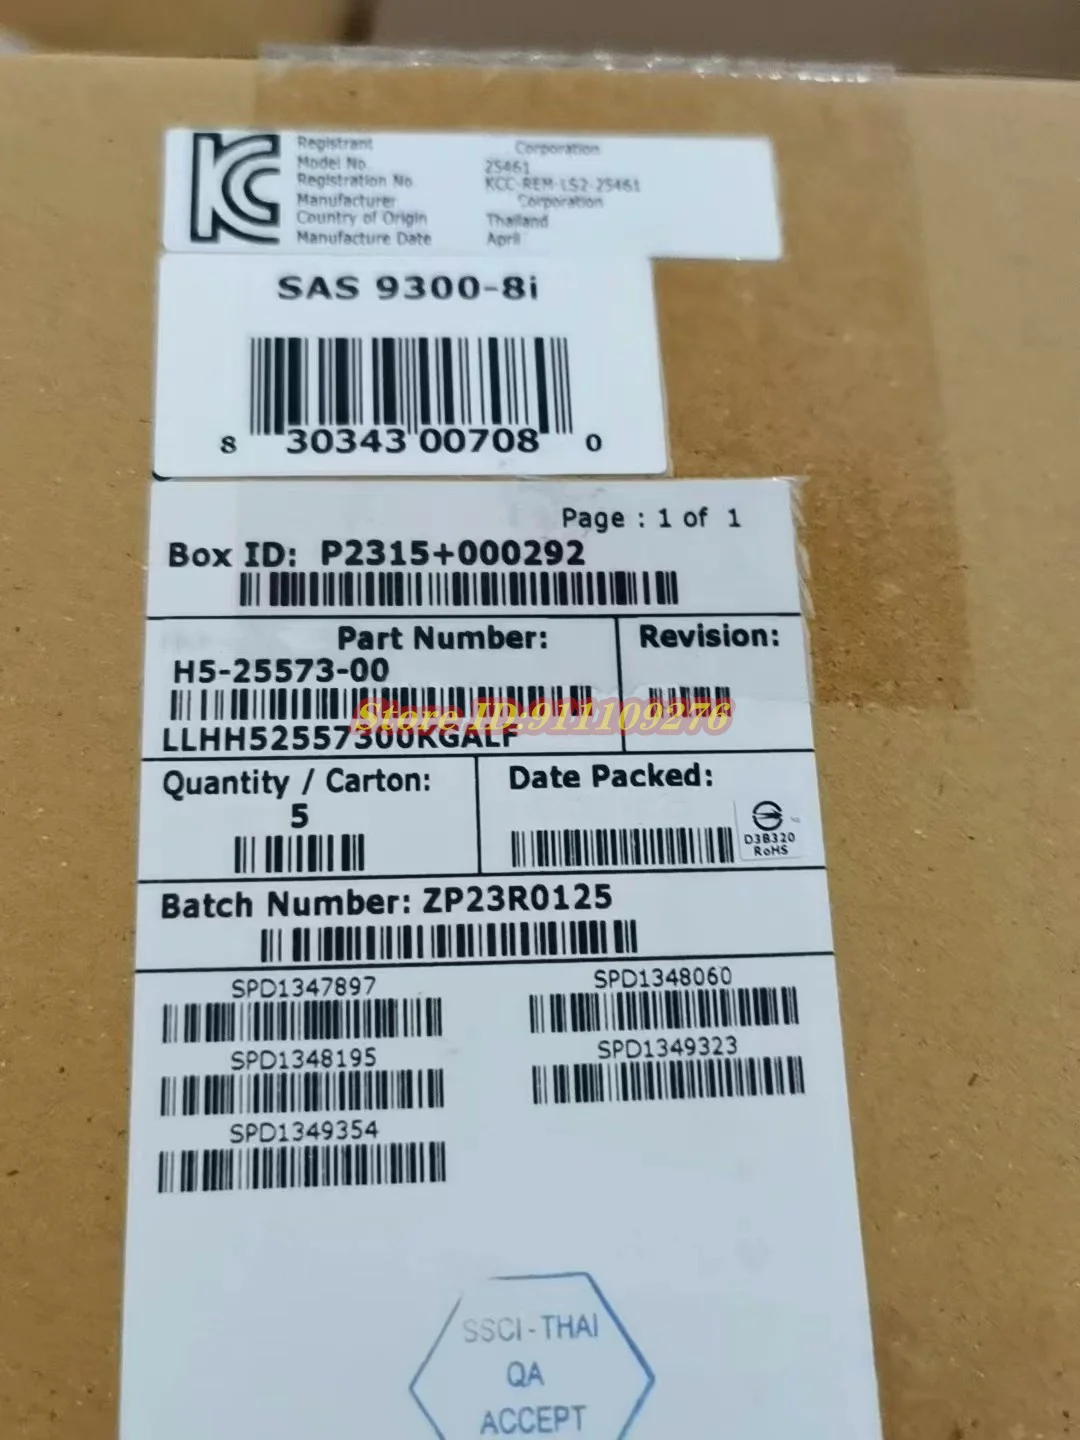 KC
Registrant Corporation
Model No. 25461
Registration No. KCC-REM-LS2-25461
Manufacturer Corporation
Country of Origin Thailand
Manufacture Date April
SAS 9300-8i
8 30343 00708 0
Page : 1 of 1
Box ID: P2315+000292
Part Number: Revision:
H5-25573-00
Store ID:911109276
LLHH52557300KGALF
Quantity / Carton: Date Packed:
5
D3B320
RoHS
Batch Number: ZP23R0125
SPD1347897 SPD1348060
SPD1348195 SPD1349323
SPD1349354
SSCI-THAI
QA
ACCEPT